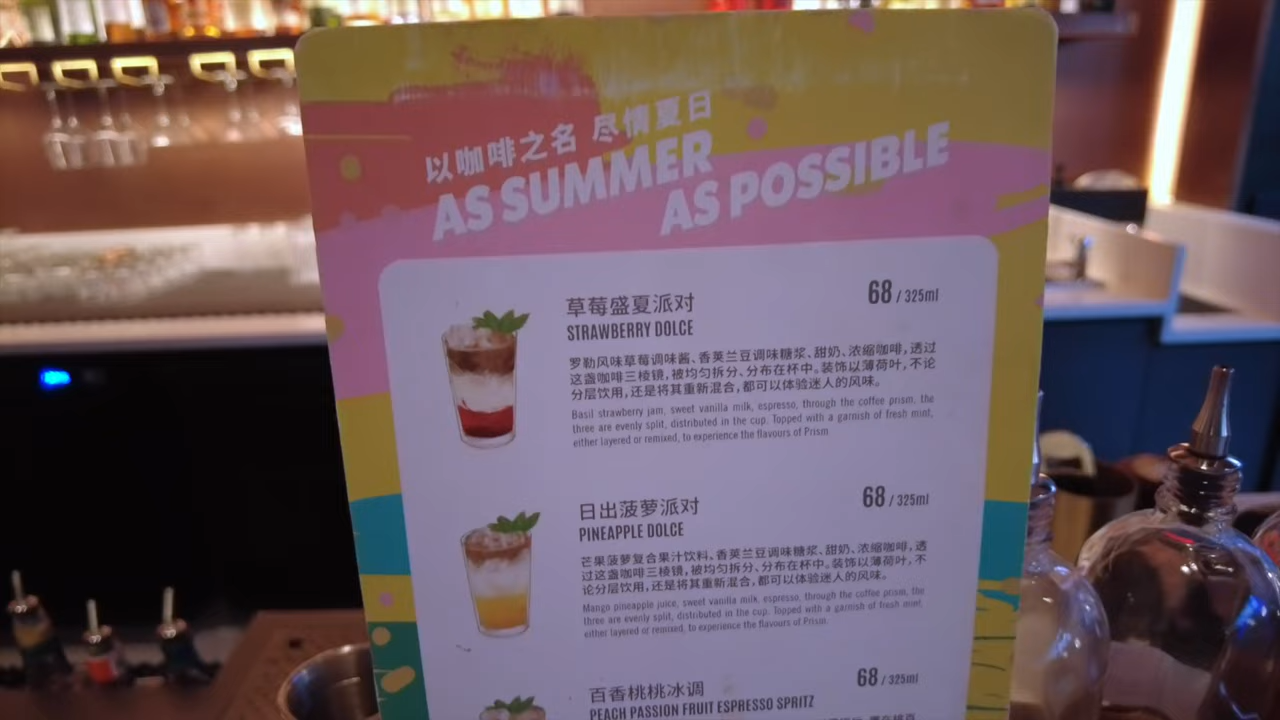 以咖啡之名 尽情夏日
AS SUMMER
AS POSSIBLE
草莓盛夏派对
68 / 325ml
STRAWBERRY DOLCE
罗勒风味草莓调味酱、香荚兰豆调味糖浆、甜奶、浓缩咖啡，透过
这盏咖啡三棱镜，被均匀拆分、分布在杯中。装饰以薄荷叶，不论
分层饮用，还是将其重新混合，都可以体验迷人的风味。
Basil strawberry jam, sweet vanilla milk, espresso, through the coffee prism, the
three are evenly split, distributed in the cup. Topped with a garnish of fresh mint,
either layered or remixed, to experience the flavours of Prism.
日出菠萝派对
68 / 325ml
PINEAPPLE DOLCE
芒果菠萝复合果汁饮料、香荚兰豆调味糖浆、甜奶、浓缩咖啡，透
过这盏咖啡三棱镜，被均匀拆分、分布在杯中。装饰以薄荷叶，不
论分层饮用，还是将其重新混合，都可以体验迷人的风味。
Mango pineapple juice, sweet vanilla milk, espresso, through the coffee prism, the
three are evenly split, distributed in the cup. Topped with a garnish of fresh mint,
either layered or remixed, to experience the flavours of Prism.
百香桃桃冰调
68 / 325ml
PEACH PASSION FRUIT ESPRESSO SPRITZ